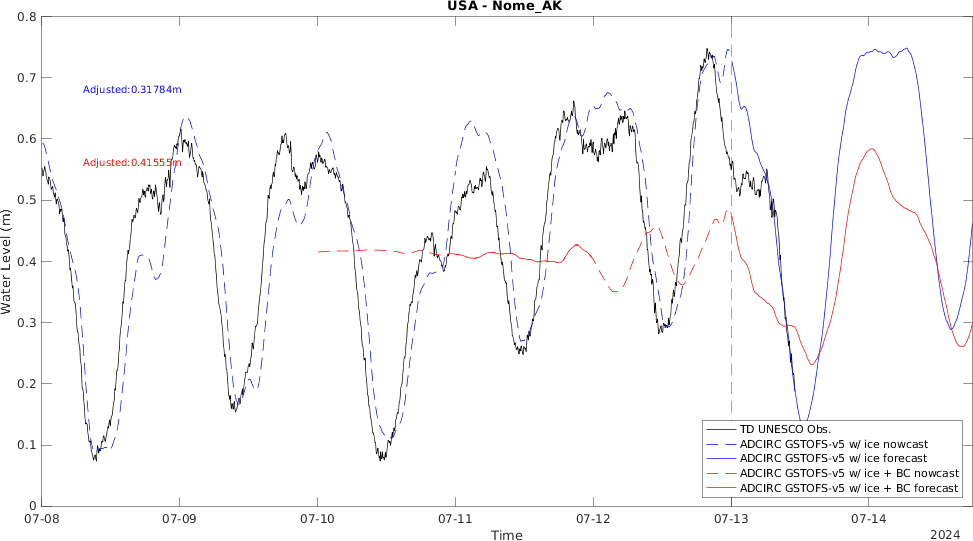 USA - Nome_AK
0.8
0.7
0.6
0.5
0.4
0.3
0.2
0.1
0
Water Level (m)
Adjusted:0.31784m
Adjusted:0.41555m
TD UNESCO Obs.
ADCIRC GSTOFS-v5 w/ ice nowcast
ADCIRC GSTOFS-v5 w/ ice forecast
ADCIRC GSTOFS-v5 w/ ice + BC nowcast
ADCIRC GSTOFS-v5 w/ ice + BC forecast
07-08 07-09 07-10 07-11 07-12 07-13 07-14
Time
2024